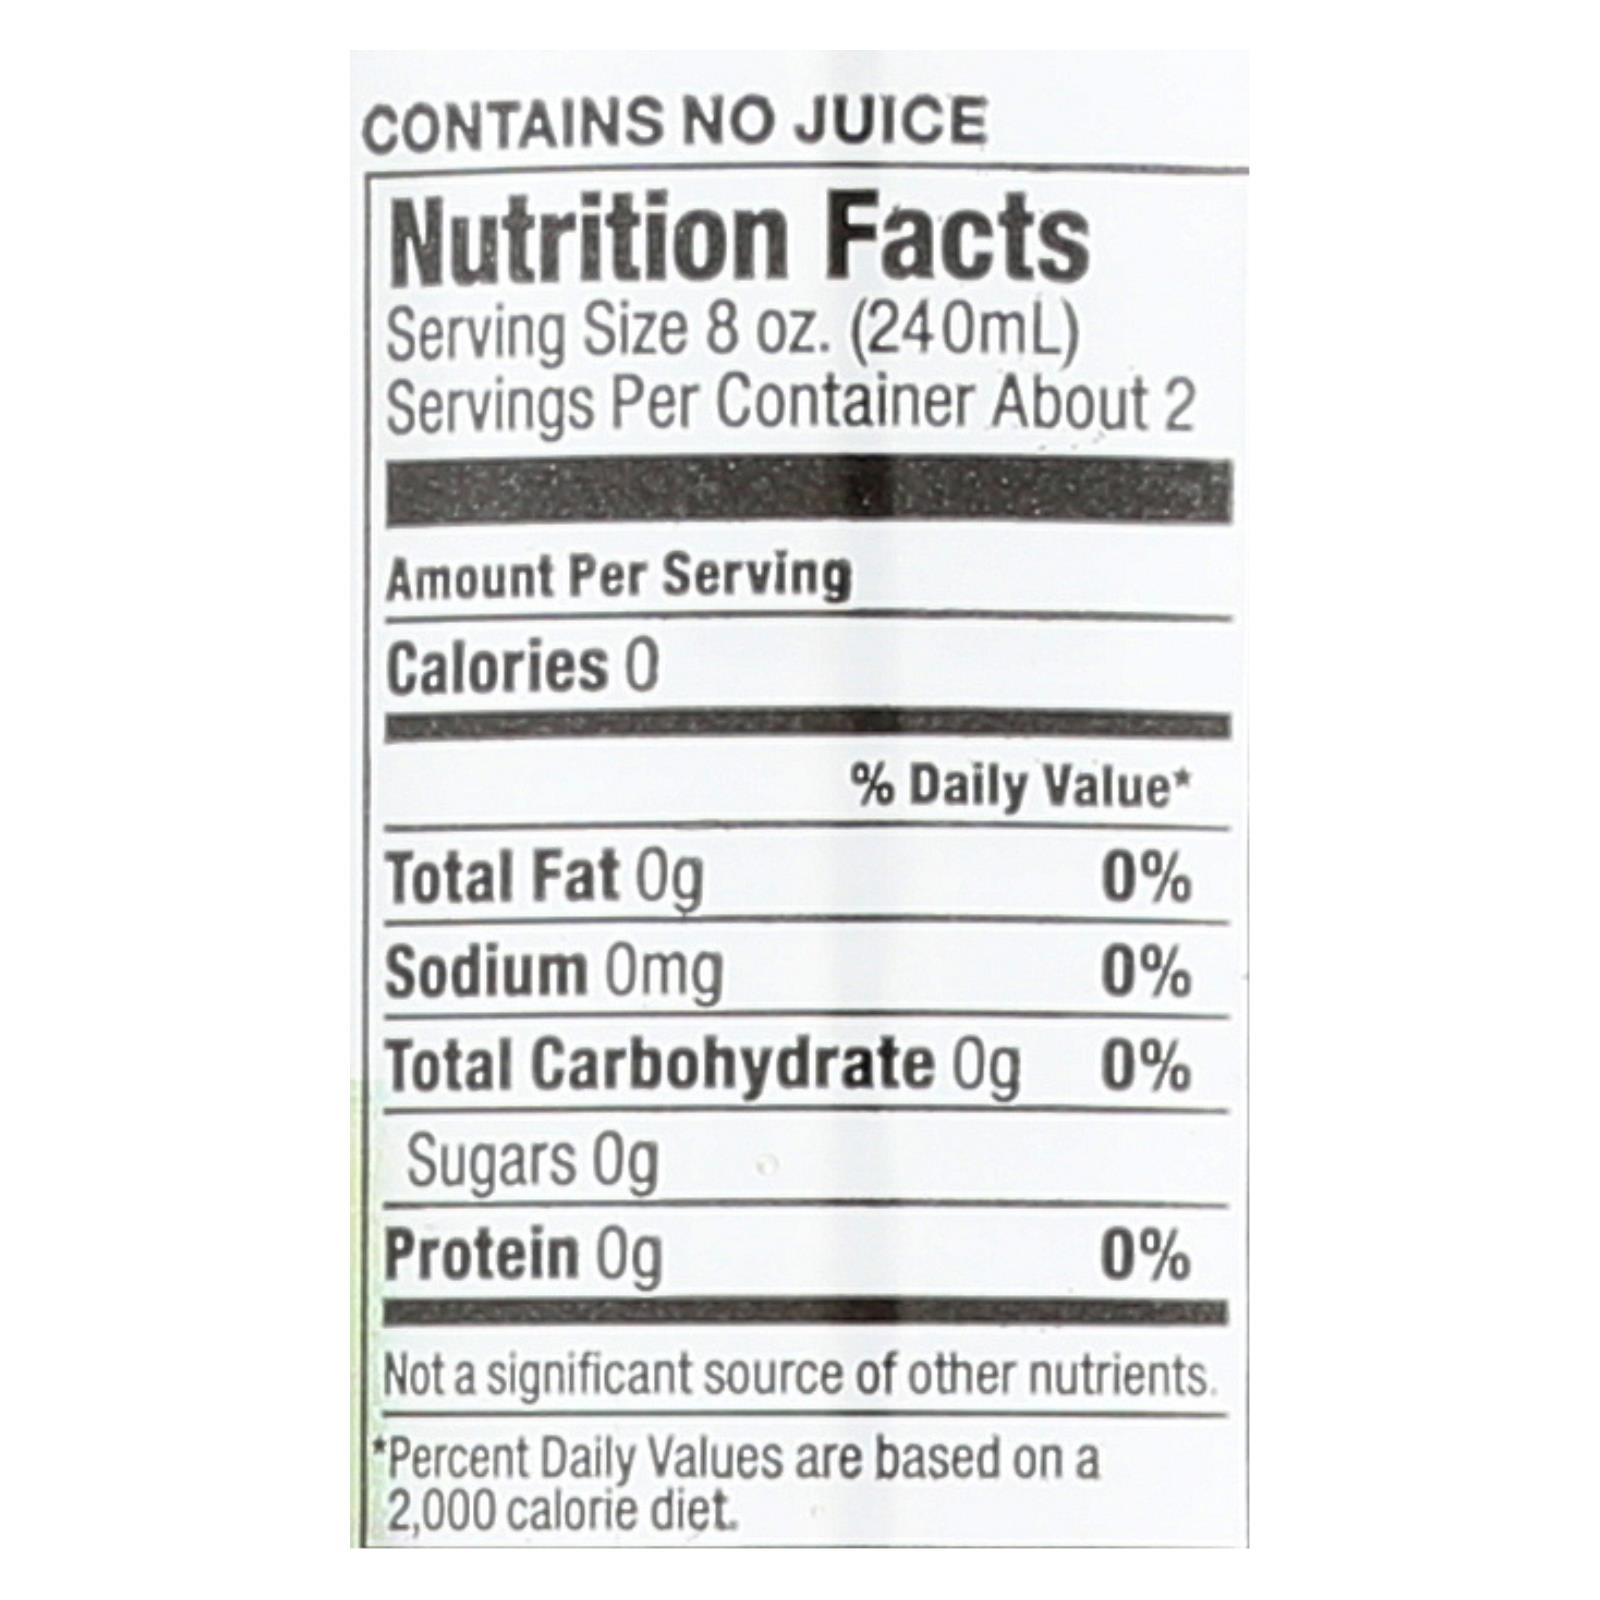 CONTAINS NO JUICE
Nutrition Facts
Serving Size 8 oz. (240mL)
Servings Per Container About 2
Amount Per Serving
Calories 0
% Daily Value*
Total Fat 0g 0%
Sodium 0mg 0%
Total Carbohydrate 0g 0%
Sugars 0g
Protein 0g 0%
Not a significant source of other nutrients.
*Percent Daily Values are based on a
2,000 calorie diet.